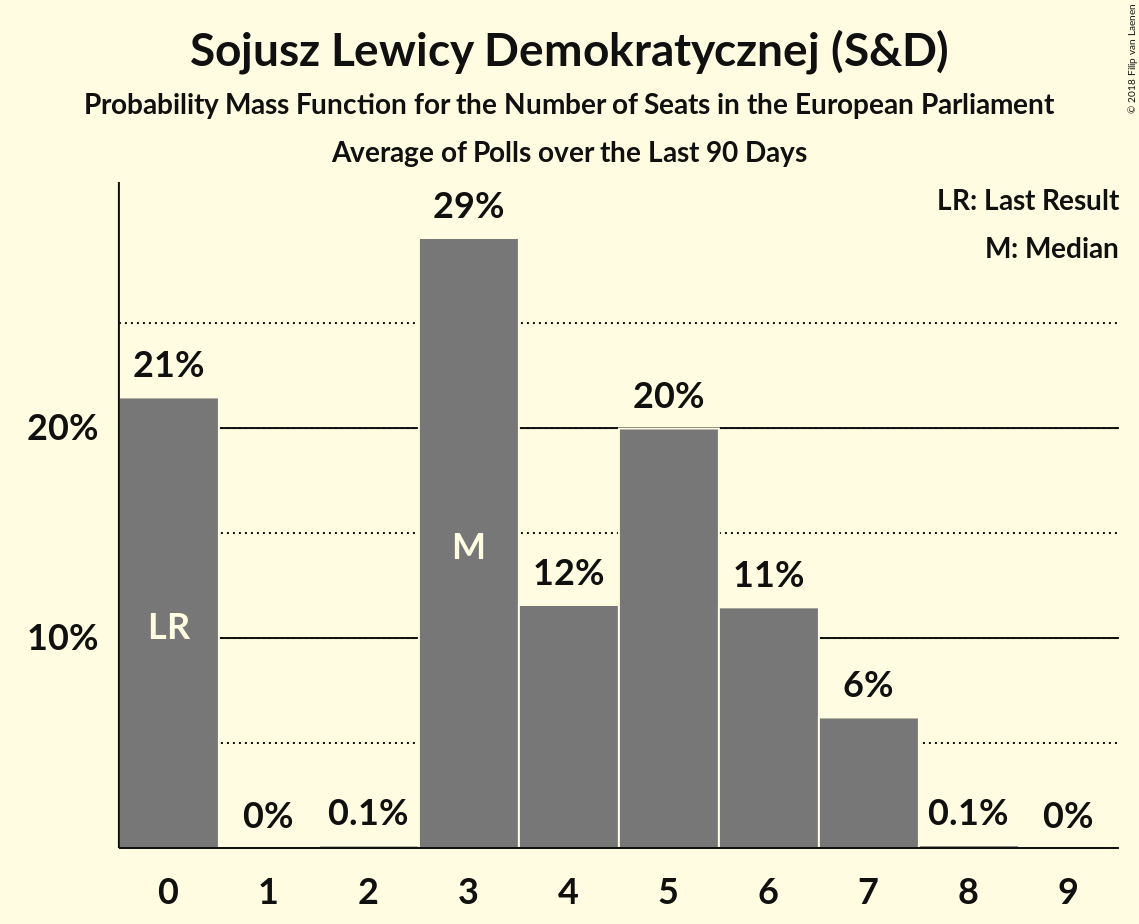 Sojusz Lewicy Demokratycznej (S&D)
Probability Mass Function for the Number of Seats in the European Parliament
Average of Polls over the Last 90 Days
© 2018 Filip van Laenen
LR: Last Result
M: Median
29%
21%
20%
20%
M
12%
11%
LR
10%
6%
0%
0.1%
0.1%
0%
0 1 2 3 4 5 6 7 8 9